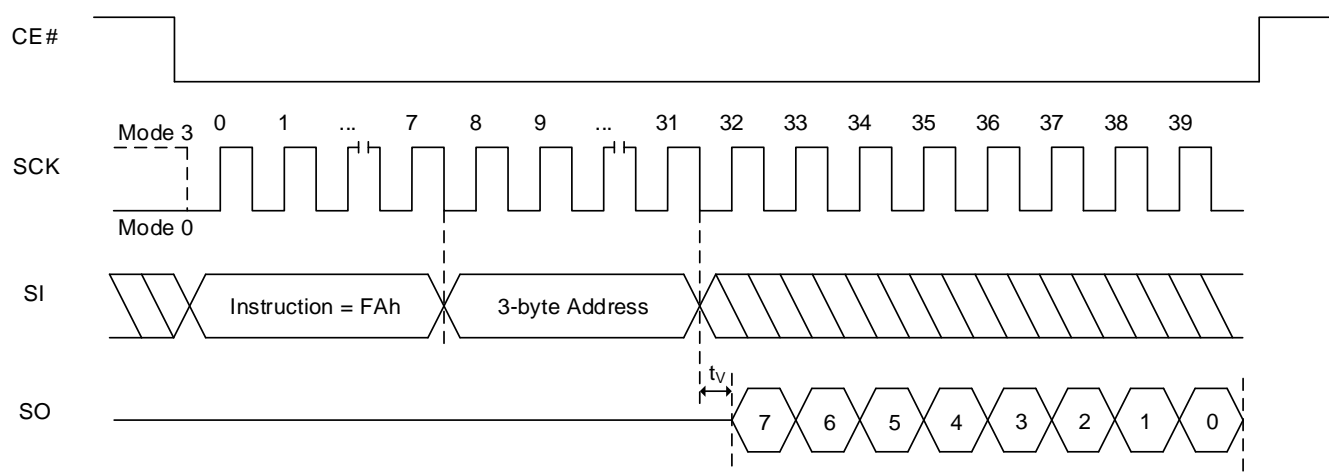 CE#
0 1 ... 7 8 9 ... 31 32 33 34 35 36 37 38 39
Mode 3
SCK
Mode 0
SI
Instruction = FAh 3-byte Address
tV
SO
7 6 5 4 3 2 1 0